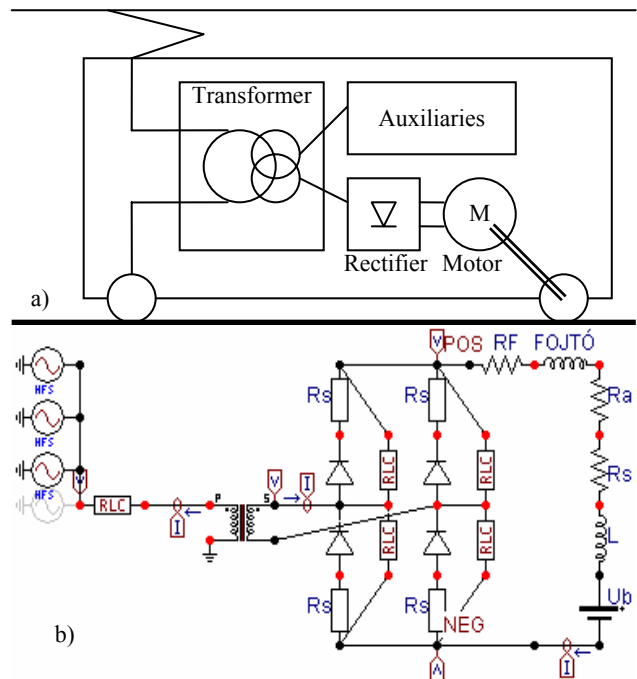 Transformer
Auxiliaries
M
Rectifier Motor
a)
V POS RF FOJTÓ
HFS
Rs Rs Ra
HFS
RLC RLC Rs
HFS
V P S V I
RLC I
RLC RLC L
Rs Rs Ub
+
NEG
b)
A I